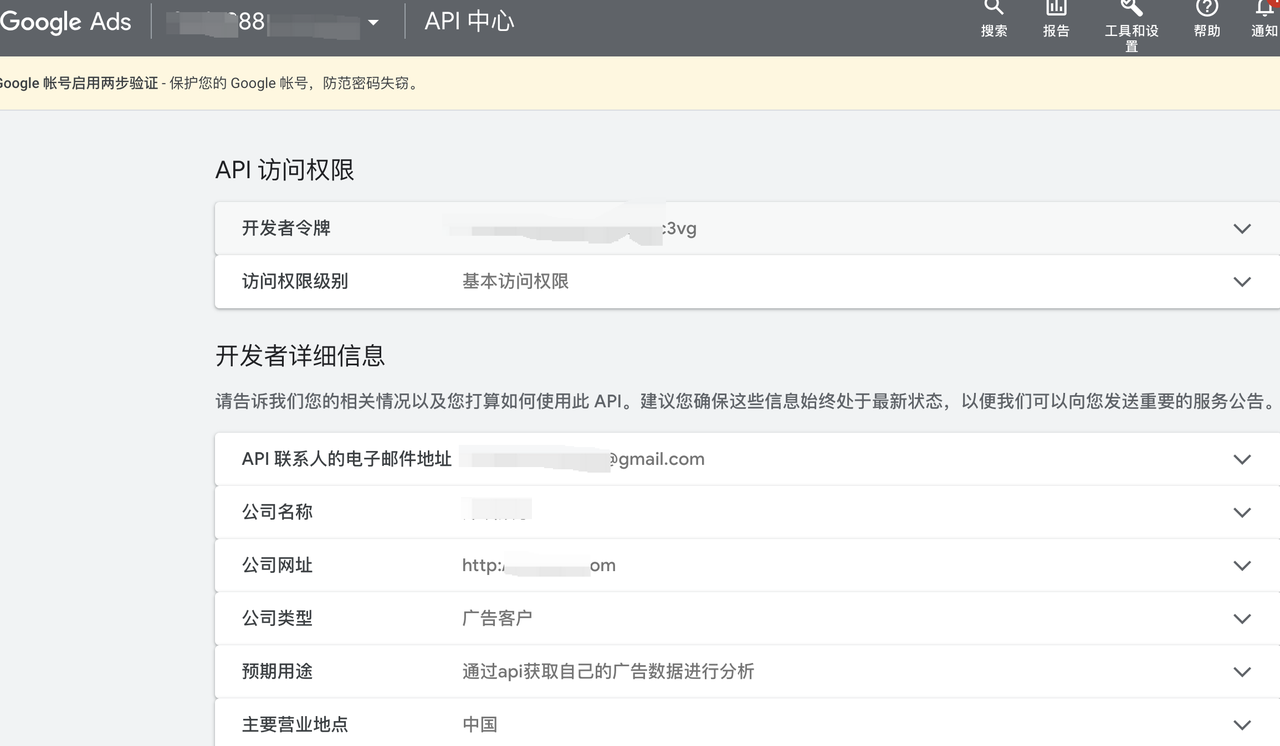 Google Ads 88 API 中心 搜索 报告 工具和设置 帮助 通知
Google 帐号启用两步验证 - 保护您的 Google 帐号，防范密码失窃。
API 访问权限
开发者令牌 c3vg
访问权限级别 基本访问权限
开发者详细信息
请告诉我们您的相关情况以及您打算如何使用此 API。建议您确保这些信息始终处于最新状态，以便我们可以向您发送重要的服务公告。
API 联系人的电子邮件地址 @gmail.com
公司名称
公司网址 http:/ om
公司类型 广告客户
预期用途 通过api获取自己的广告数据进行分析
主要营业地点 中国